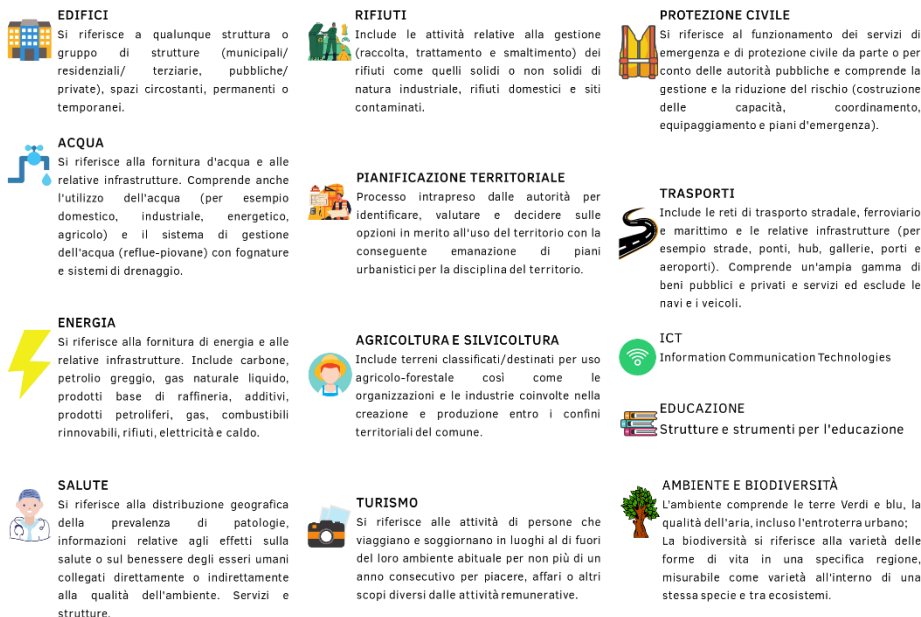 EDIFICI
Si riferisce a qualunque struttura o
gruppo di strutture (municipali/
residenziali/ terziarie, pubbliche/
private), spazi circostanti, permanenti o
temporanei.
ACQUA
Si riferisce alla fornitura d'acqua e alle
relative infrastrutture. Comprende anche
l'utilizzo dell'acqua (per esempio
domestico, industriale, energetico,
agricolo) e il sistema di gestione
dell'acqua (reflue-piovane) con fognature
e sistemi di drenaggio.
ENERGIA
Si riferisce alla fornitura di energia e alle
relative infrastrutture. Include carbone,
petrolio greggio, gas naturale liquido,
prodotti base di raffineria, additivi,
prodotti petroliferi, gas, combustibili
rinnovabili, rifiuti, elettricità e caldo.
SALUTE
Si riferisce alla distribuzione geografica
della prevalenza di patologie,
informazioni relative agli effetti sulla
salute o sul benessere degli esseri umani
collegati direttamente o indirettamente
alla qualità dell'ambiente. Servizi e
strutture.
RIFIUTI
Include le attività relative alla gestione
(raccolta, trattamento e smaltimento) dei
rifiuti come quelli solidi o non solidi di
natura industriale, rifiuti domestici e siti
contaminati.
PIANIFICAZIONE TERRITORIALE
Processo intrapreso dalle autorità per
identificare, valutare e decidere sulle
opzioni in merito all'uso del territorio con la
conseguente emanazione di piani
urbanistici per la disciplina del territorio.
AGRICOLTURA E SILVICOLTURA
Include terreni classificati/destinati per uso
agricolo-forestale così come le
organizzazioni e le industrie coinvolte nella
creazione e produzione entro i confini
territoriali del comune.
TURISMO
Si riferisce alle attività di persone che
viaggiano e soggiornano in luoghi al di fuori
del loro ambiente abituale per non più di un
anno consecutivo per piacere, affari o altri
scopi diversi dalle attività remunerative.
PROTEZIONE CIVILE
Si riferisce al funzionamento dei servizi di
emergenza e di protezione civile da parte o per
conto delle autorità pubbliche e comprende la
gestione e la riduzione del rischio (costruzione
delle capacità, coordinamento,
equipaggiamento e piani d'emergenza).
TRASPORTI
Include le reti di trasporto stradale, ferroviario
e marittimo e le relative infrastrutture (per
esempio strade, ponti, hub, gallerie, porti e
aeroporti). Comprende un'ampia gamma di
beni pubblici e privati e servizi ed esclude le
navi e i veicoli.
ICT
Information Communication Technologies
EDUCAZIONE
Strutture e strumenti per l'educazione
AMBIENTE E BIODIVERSITÀ
L'ambiente comprende le terre Verdi e blu, la
qualità dell'aria, incluso l'entroterra urbano;
La biodiversità si riferisce alla varietà delle
forme di vita in una specifica regione,
misurabile come varietà all'interno di una
stessa specie e tra ecosistemi.